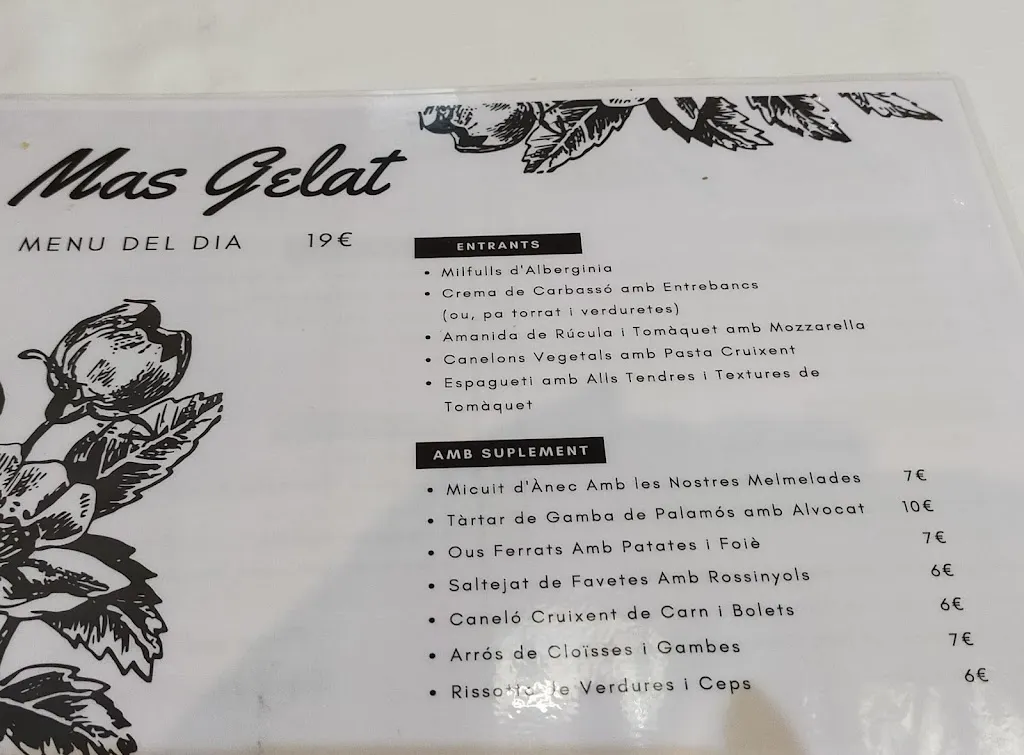 Mas Gelat
MENU DEL DIA 19€
ENTRANTS
• Milfulls d'Alberginia
• Crema de Carbassó amb Entrebancs
(ou, pa torrat i verduretes)
• Amanida de Rúcula i Tomàquet amb Mozzarella
• Canelons Vegetals amb Pasta Cruixent
• Espagueti amb Alls Tendres i Textures de
Tomàquet
AMB SUPLEMENT
• Micuit d'Ànec Amb les Nostres Melmelades 7€
• Tàrtar de Gamba de Palamós amb Alvocat 10€
• Ous Ferrats Amb Patates i Foiè 7€
• Saltejat de Favetes Amb Rossinyols 6€
• Caneló Cruixent de Carn i Bolets 6€
• Arrós de Cloïsses i Gambes 7€
• Rissotto de Verdures i Ceps 6€